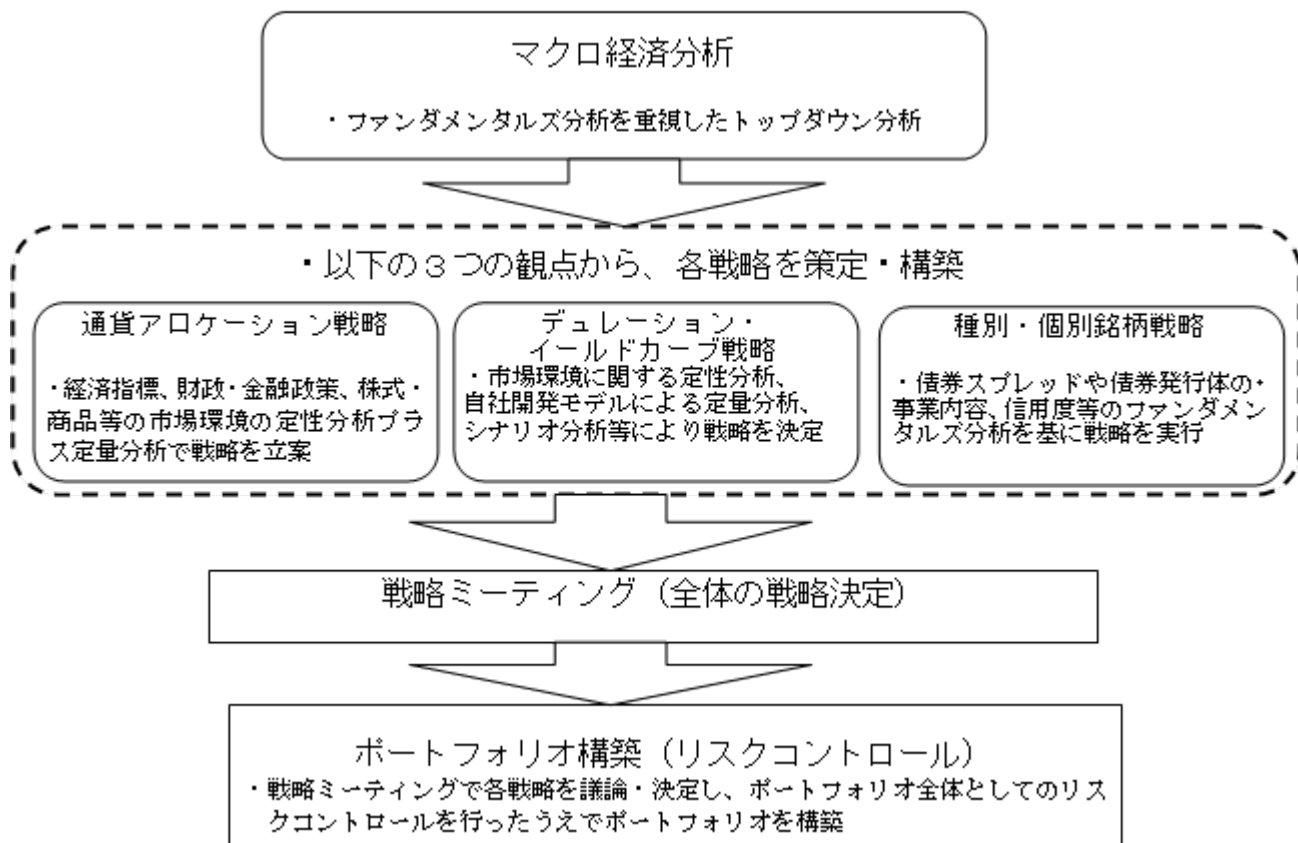 マクロ経済分析
・ファンダメンタルズ分析を重視したトップダウン分析
・以下の３つの観点から、各戦略を策定・構築
通貨アロケーション戦略
・経済指標、財政・金融政策、株式・
商品等の市場環境の定性分析プラ
ス定量分析で戦略を立案
デュレーション・
イールドカーブ戦略
・市場環境に関する定性分析、
自社開発モデルによる定量分析、
シナリオ分析等により戦略を決定
種別・個別銘柄戦略
・債券スプレッドや債券発行体の・
事業内容、信用度等のファンダメン
タルズ分析を基に戦略を実行
戦略ミーティング（全体の戦略決定）
ポートフォリオ構築（リスクコントロール）
・戦略ミーティングで各戦略を議論・決定し、ポートフォリオ全体としてのリス
クコントロールを行ったうえでポートフォリオを構築